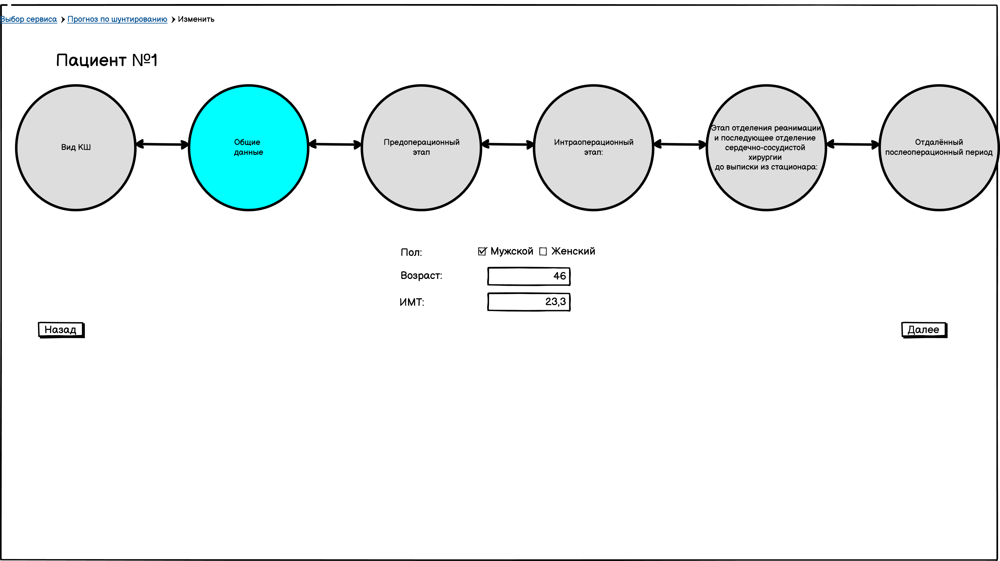 Выбор сервиса > Прогноз по шунтированию > Изменить
Пациент №1
Вид КШ
Общие
данные
Предоперационный
этап
Интраоперационный
этап:
Этап отделения реанимации
и последующее отделение
сердечно-сосудистой
хирургии
до выписки из стационара:
Отдалённый
послеоперационный период
Пол: Мужской Женский
Возраст: 46
ИМТ: 23,3
Назад
Далее